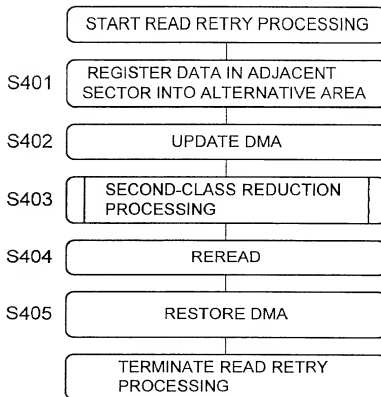 START READ RETRY PROCESSING
S401
REGISTER DATA IN ADJACENT
SECTOR INTO ALTERNATIVE AREA
S402
UPDATE DMA
S403
SECOND-CLASS REDUCTION
PROCESSING
S404
REREAD
S405
RESTORE DMA
TERMINATE READ RETRY
PROCESSING